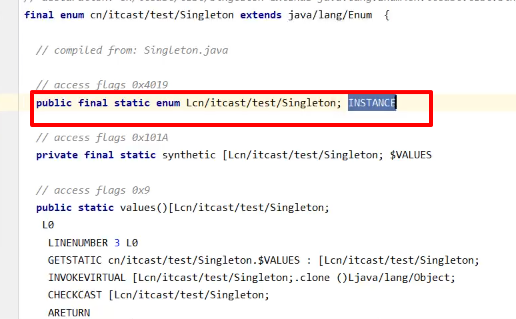 final enum cn/itcast/test/Singleton extends java/lang/Enum {
// compiled from: Singleton.java
// access flags 0x4019
public final static enum Lcn/itcast/test/Singleton; INSTANCE
// access flags 0x101A
private final static synthetic [Lcn/itcast/test/Singleton; $VALUES
// access flags 0x9
public static values()[Lcn/itcast/test/Singleton;
L0
LINENUMBER 3 L0
GETSTATIC cn/itcast/test/Singleton.$VALUES : [Lcn/itcast/test/Singleton;
INVOKEVIRTUAL [Lcn/itcast/test/Singleton;.clone ()Ljava/lang/Object;
CHECKCAST [Lcn/itcast/test/Singleton;
ARETURN